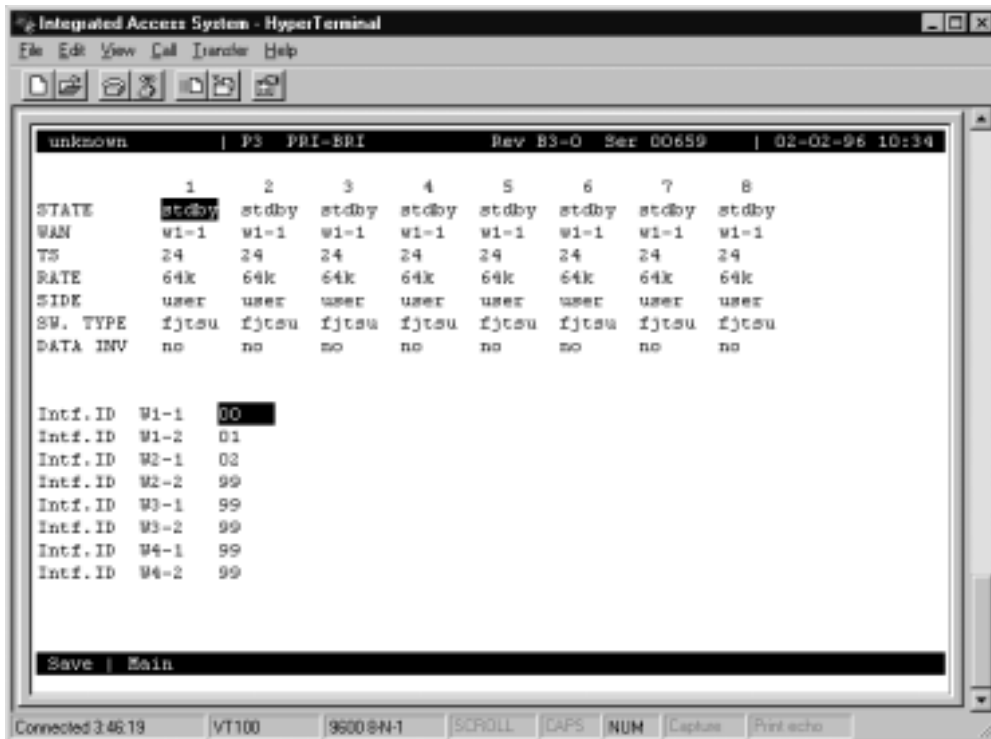 Integrated Access System - HyperTerminal
File Edit View Call Transfer Help
unknown | P3 PRI-BRI Rev B3-0 Ser 00659 | 02-02-96 10:34
1 2 3 4 5 6 7 8
STATE stdby stdby stdby stdby stdby stdby stdby stdby
WAN w1-1 w1-1 w1-1 w1-1 w1-1 w1-1 w1-1 w1-1
TS 24 24 24 24 24 24 24 24
RATE 64k 64k 64k 64k 64k 64k 64k 64k
SIDE user user user user user user user user
SW. TYPE fjtsu fjtsu fjtsu fjtsu fjtsu fjtsu fjtsu fjtsu
DATA INV no no no no no no no no
Intf.ID W1-1 00
Intf.ID W1-2 01
Intf.ID W2-1 02
Intf.ID W2-2 99
Intf.ID W3-1 99
Intf.ID W3-2 99
Intf.ID W4-1 99
Intf.ID W4-2 99
Save | Main
Connected 3:46:19 VT100 9600 8-N-1 SCROLL CAPS NUM Capture Print echo